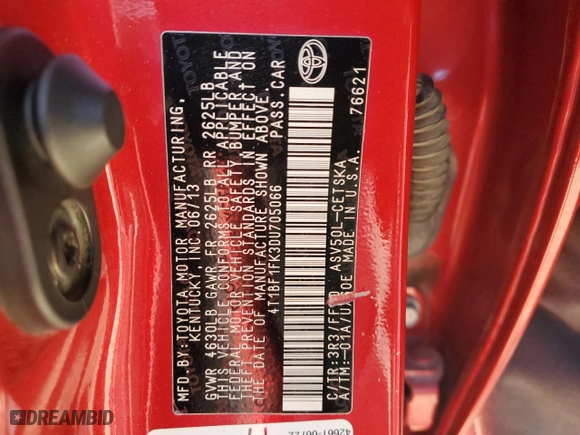 MFD.BY:TOYOTA MOTOR MANUFACTURING,
KENTUCKY, INC. 06/13
GVWR 4630LB GAWR FR 2625LB RR 2625LB
THIS VEHICLE CONFORMS TO ALL APPLICABLE
FEDERAL MOTOR VEHICLE SAFETY, BUMPER, AND
THEFT PREVENTION STANDARDS IN EFFECT ON
THE DATE OF MANUFACTURE SHOWN ABOVE.
4T1BF1FK3DU705066 PASS. CAR
C/TR:3R3/FF ASV50L-CETSKA
A/TM:-01A/U760E MADE IN U.S.A. 76621
DREAMBID